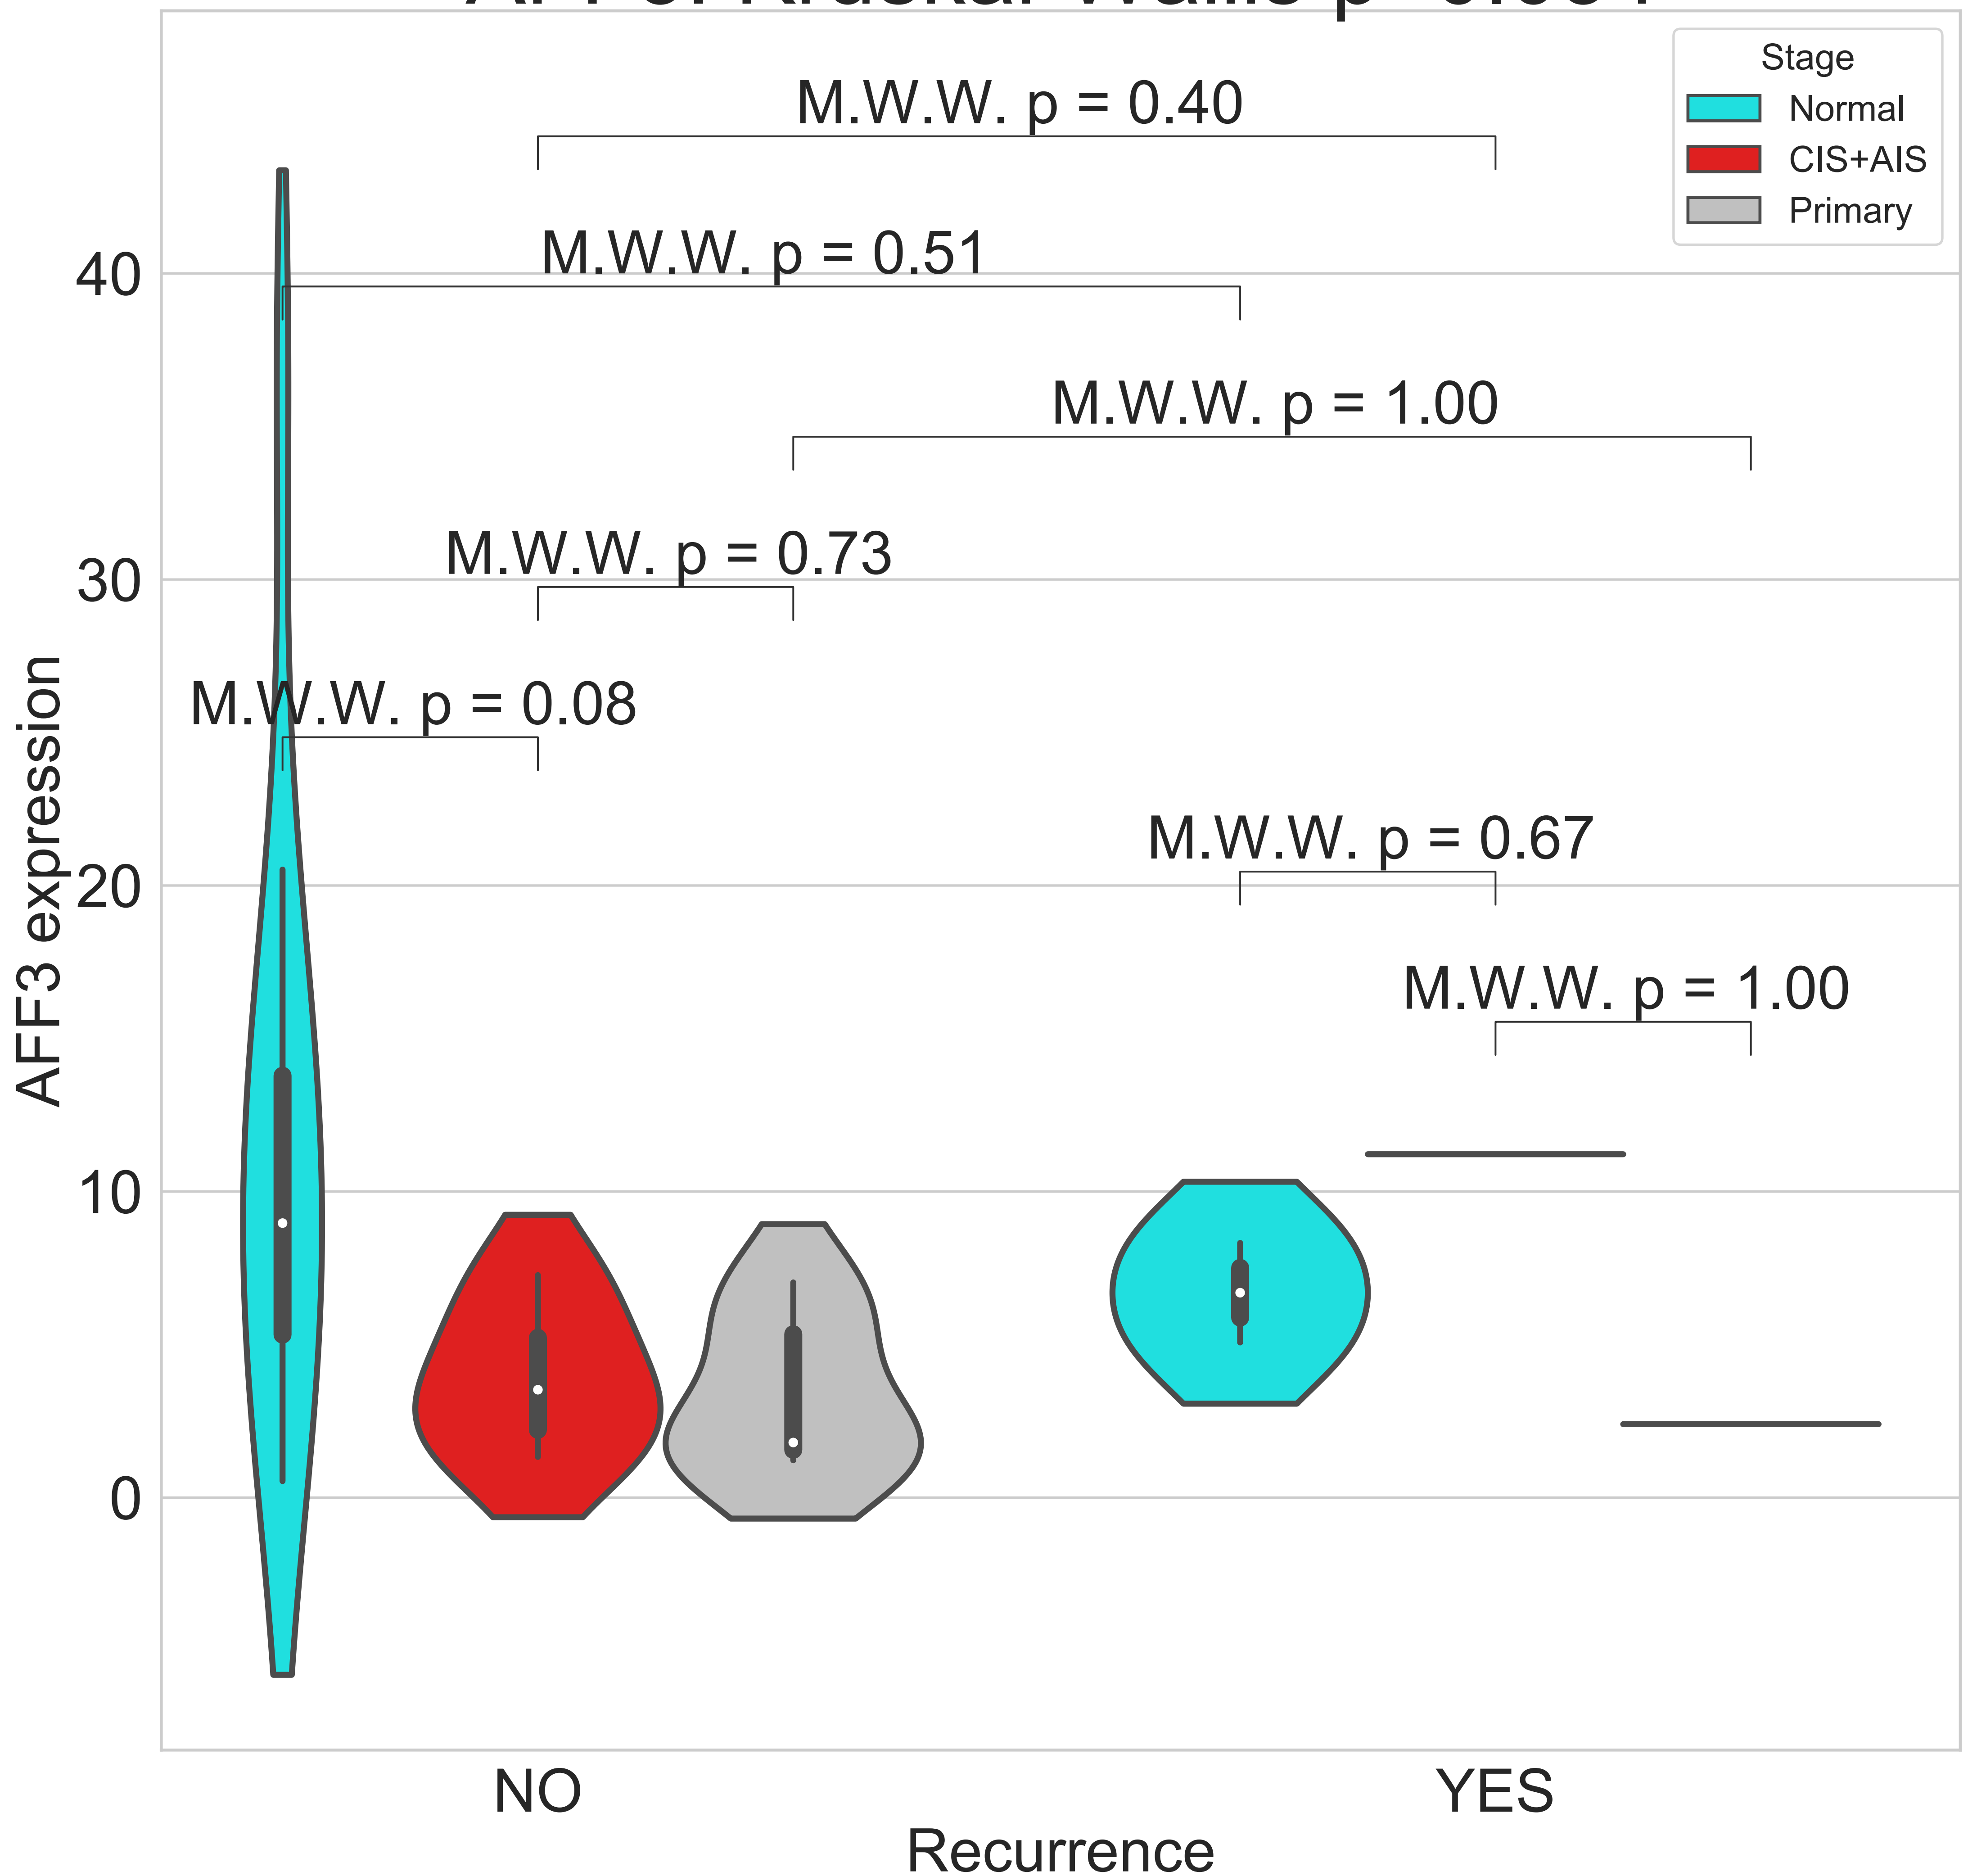 Stage
Normal
CIS+AIS
Primary
M.W.W. p = 0.40
M.W.W. p = 0.51
M.W.W. p = 1.00
M.W.W. p = 0.73
M.W.W. p = 0.08
M.W.W. p = 0.67
M.W.W. p = 1.00
AFF3 expression
40
30
20
10
0
NO
YES
Recurrence